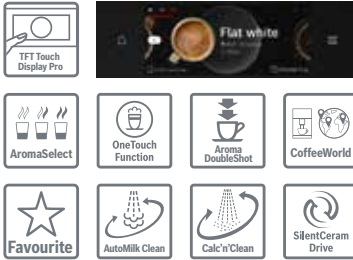 TFT Touch
Display Pro
Flat white
AromaSelect
OneTouch
Function
Aroma
DoubleShot
CoffeeWorld
Favourite
AutoMilk Clean
Calc'n'Clean
SilentCeram
Drive